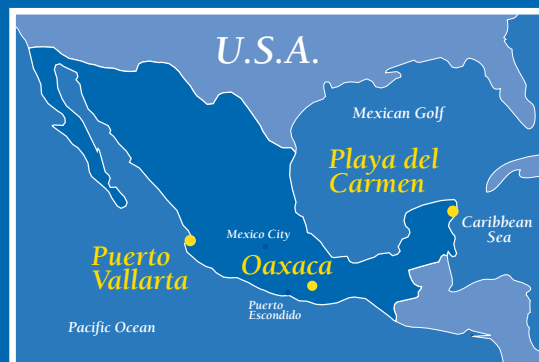 U.S.A.
Mexican Golf
Playa del
Carmen
Caribbean
Sea
Mexico City
Puerto
Vallarta
Oaxaca
Puerto
Escondido
Pacific Ocean